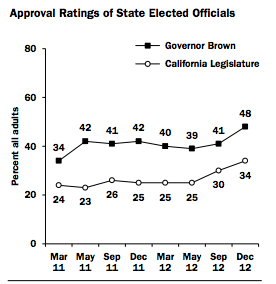 Approval Ratings of State Elected Officials
80
Governor Brown
California Legislature
60
Percent all adults
40
20
0
34 42 41 42 40 39 41 48
24 23 26 25 25 25 30 34
Mar May Sep Dec Mar May Sep Dec
11 11 11 11 12 12 12 12